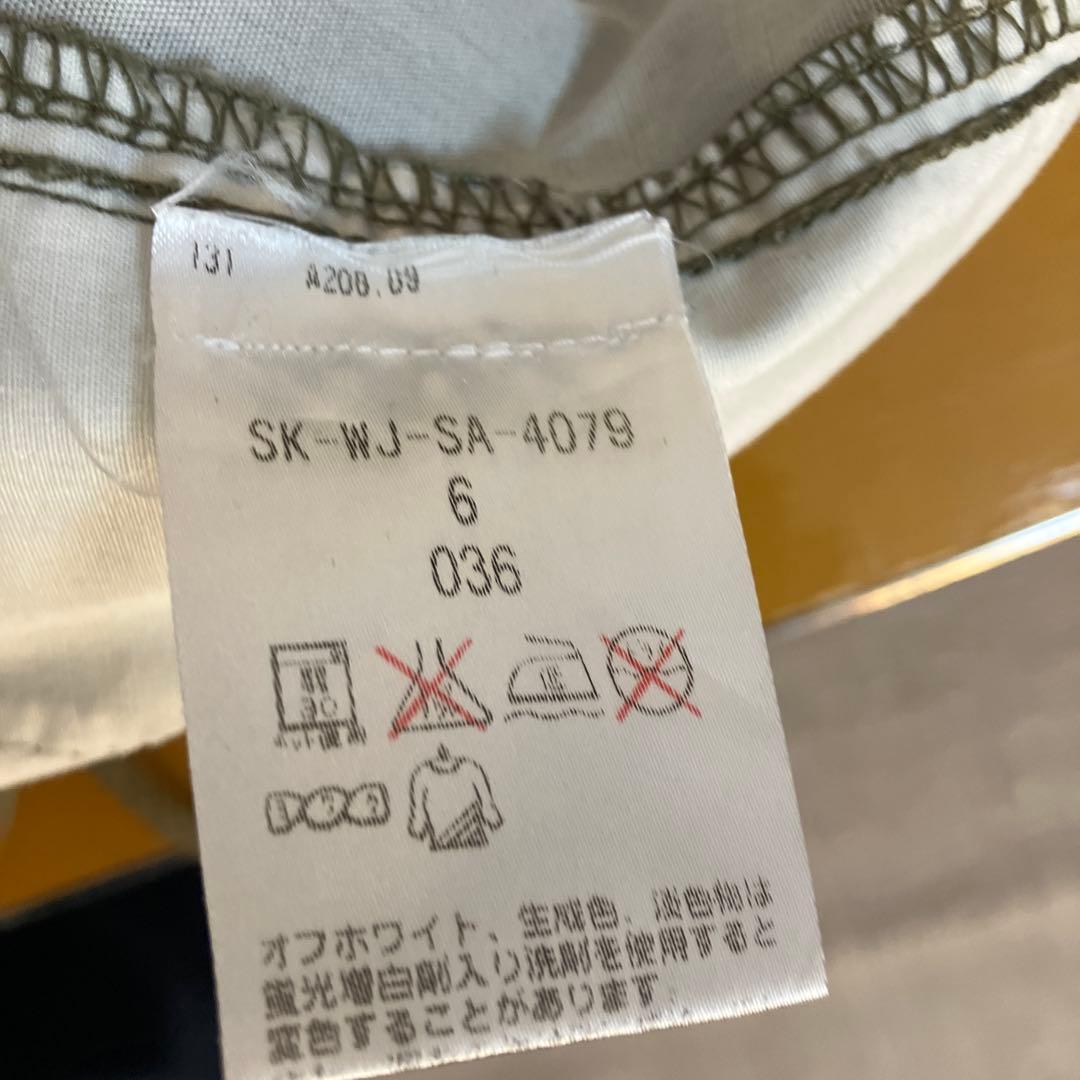 131 A208.09
SK-WJ-SA-4079
6
036
30
ネット使用
低
オフホワイト、生成色、淡色物は
蛍光増白剤入り洗剤を使用すると
変色することがあります